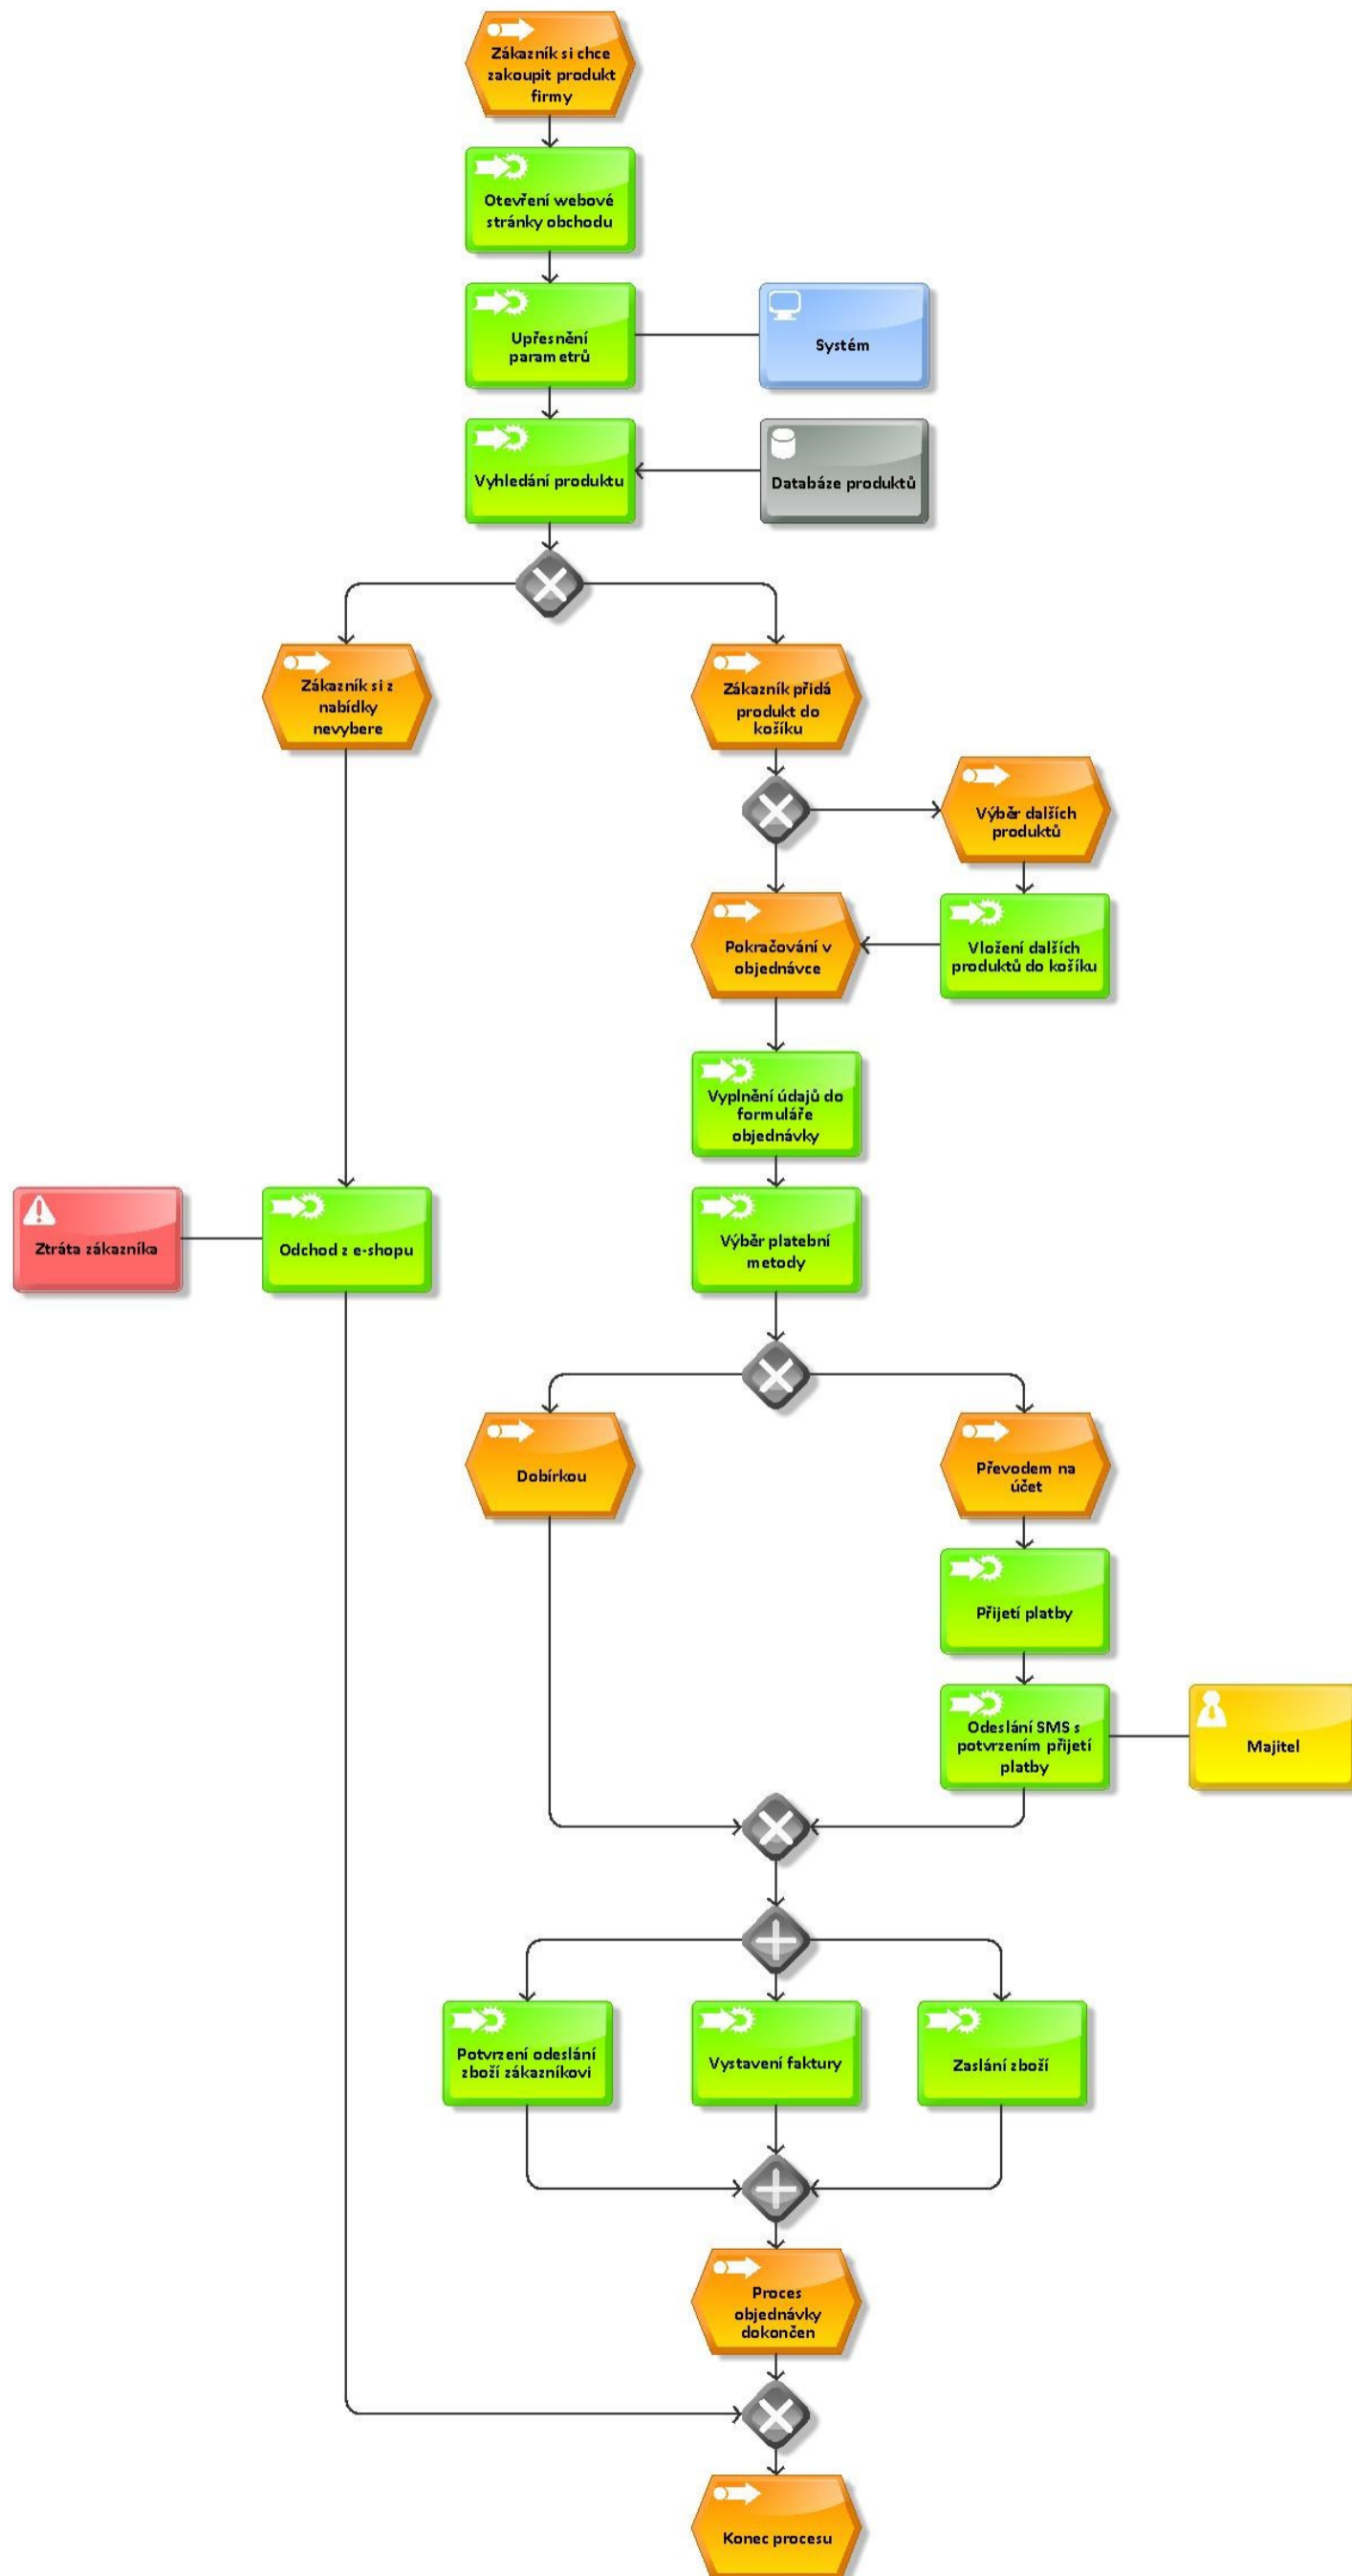 Zákazník si chce
zakoupit produkt
firmy
Otevření webové
stránky obchodu
Upřesnění
parametrů
Systém
Vyhledání produktu
Databáze produktů
Zákazník si z
nabídky
nevybere
Zákazník přidá
produkt do
košíku
Výběr dalších
produktů
Pokračování v
objednávce
Vložení dalších
produktů do košíku
Vyplnění údajů do
formuláře
objednávky
Ztráta zákazníka
Odchod z e-shopu
Výběr platební
metody
Dobírkou
Převodem na
účet
Přijetí platby
Odeslání SMS s
potvrzením přijetí
platby
Majitel
Potvrzení odeslání
zboží zákazníkovi
Vystavení faktury
Zaslání zboží
Proces
objednávky
dokončen
Konec procesu